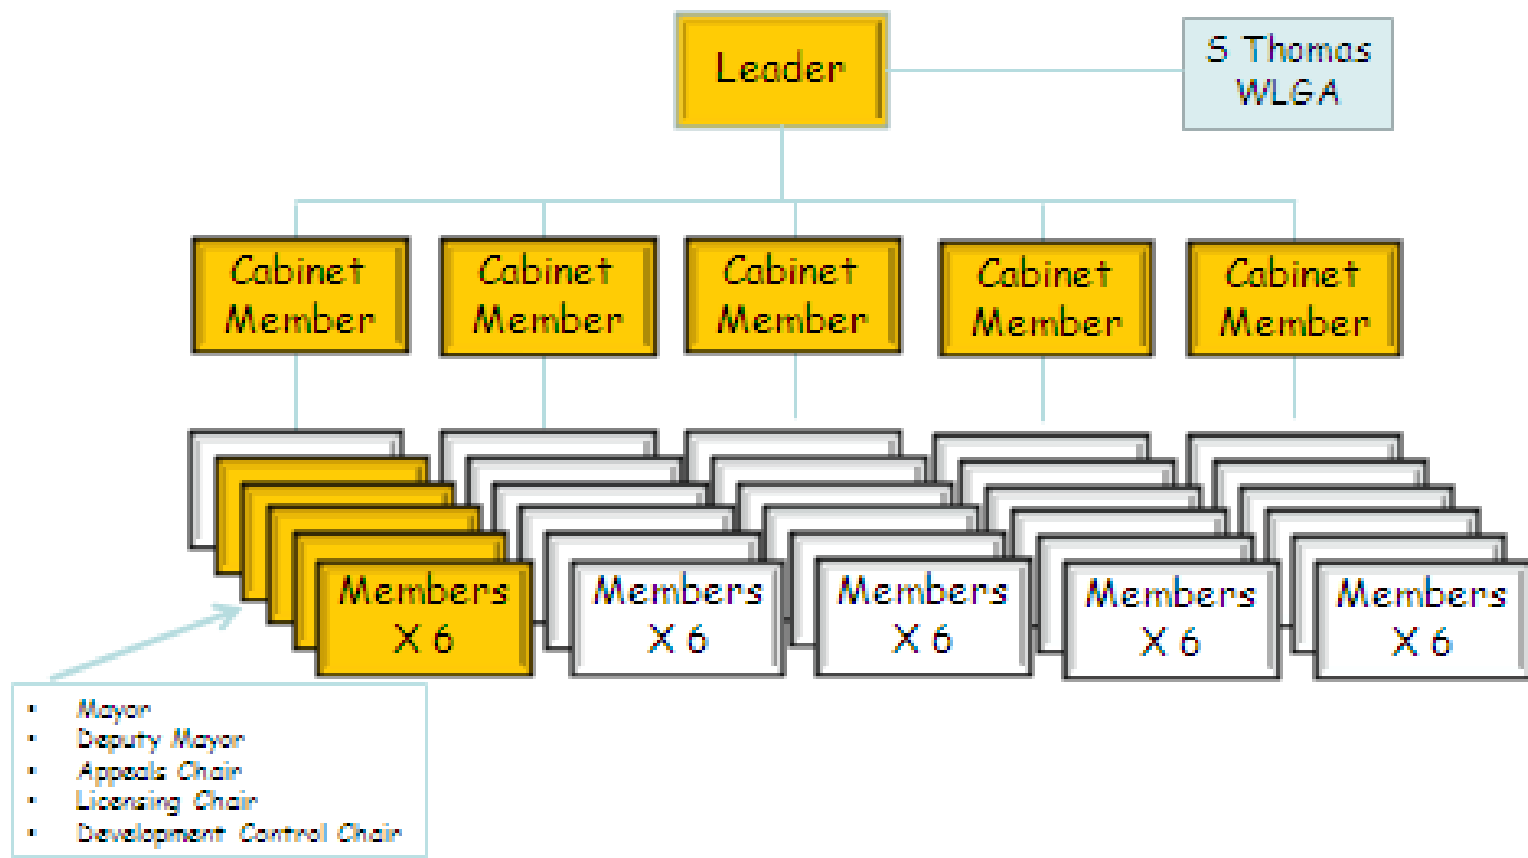 Leader
S Thomas
WLGA
Cabinet
Member
Cabinet
Member
Cabinet
Member
Cabinet
Member
Cabinet
Member
Members
X 6
Members
X 6
Members
X 6
Members
X 6
Members
X 6
• Mayor
• Deputy Mayor
• Appeals Chair
• Licensing Chair
• Development Control Chair